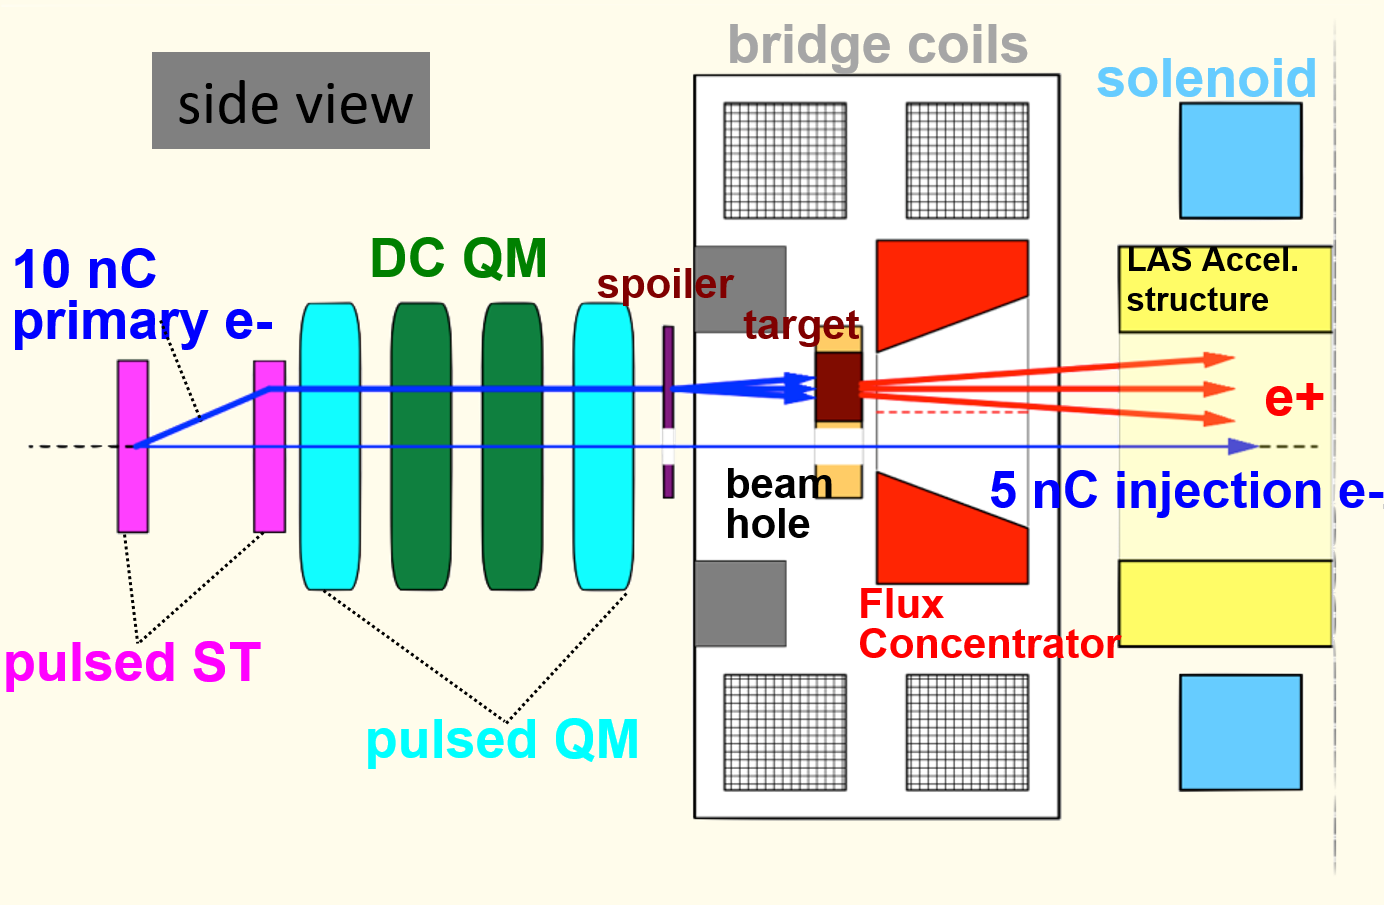 bridge coils
solenoid
side view
10 nC
primary e-
DC QM
spoiler
target
LAS Accel.
structure
e+
beam
hole
5 nC injection e-
Flux
Concentrator
pulsed ST
pulsed QM